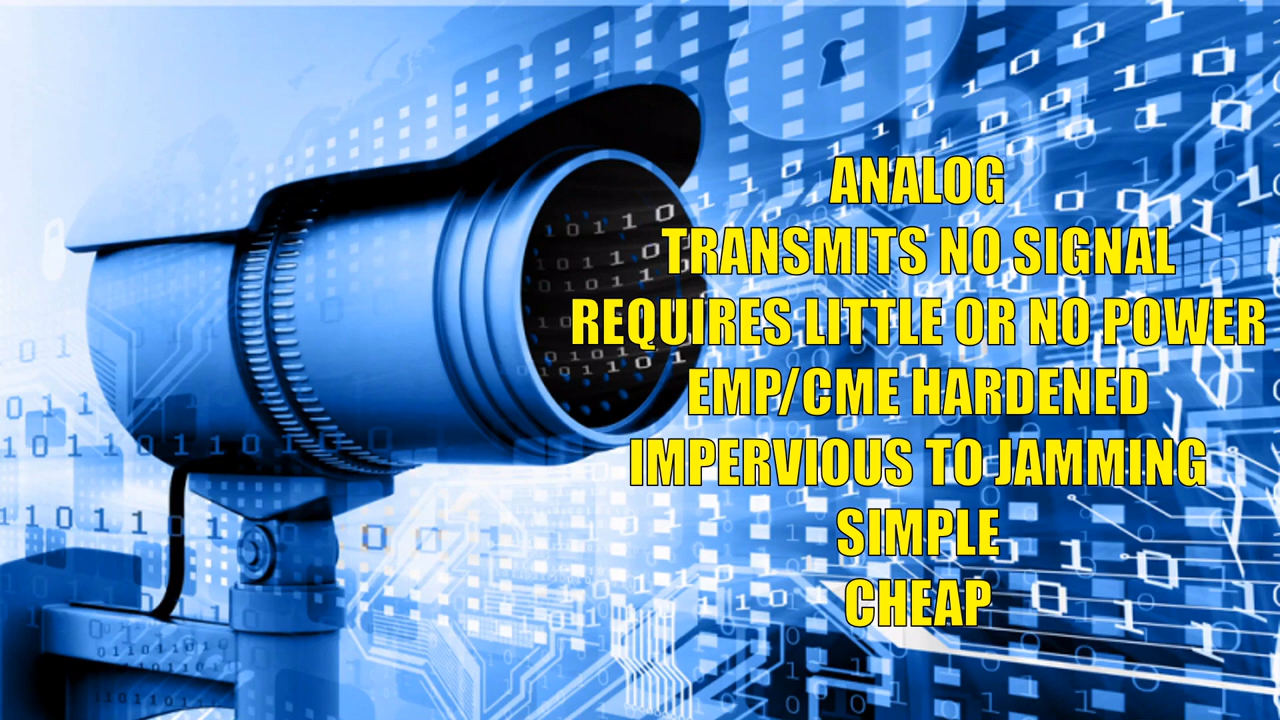 ANALOG
TRANSMITS NO SIGNAL
REQUIRES LITTLE OR NO POWER
EMP/CME HARDENED
IMPERVIOUS TO JAMMING
SIMPLE
CHEAP